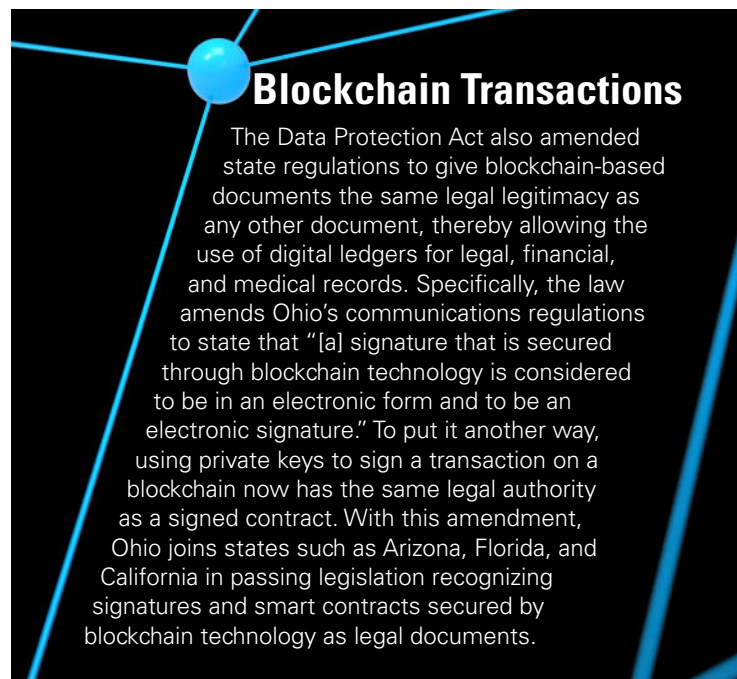 Blockchain Transactions
The Data Protection Act also amended
state regulations to give blockchain-based
documents the same legal legitimacy as
any other document, thereby allowing the
use of digital ledgers for legal, financial,
and medical records. Specifically, the law
amends Ohio’s communications regulations
to state that “[a] signature that is secured
through blockchain technology is considered
to be in an electronic form and to be an
electronic signature.” To put it another way,
using private keys to sign a transaction on a
blockchain now has the same legal authority
as a signed contract. With this amendment,
Ohio joins states such as Arizona, Florida, and
California in passing legislation recognizing
signatures and smart contracts secured by
blockchain technology as legal documents.